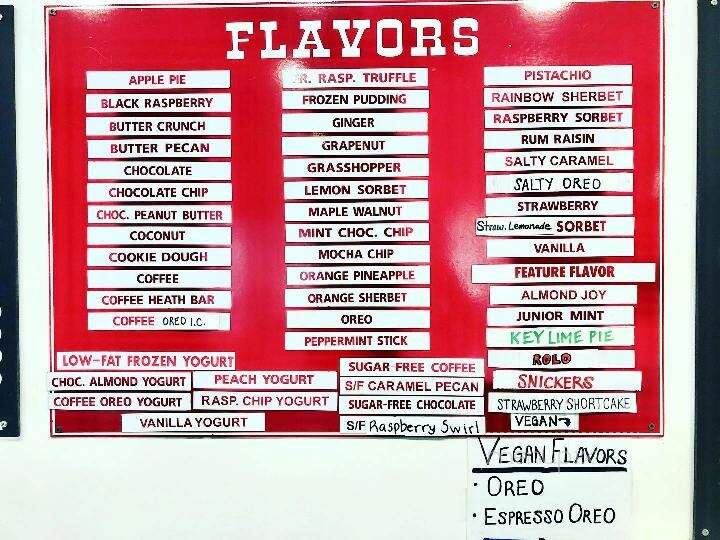 FLAVORS
APPLE PIE
BLACK RASPBERRY
BUTTER CRUNCH
BUTTER PECAN
CHOCOLATE
CHOCOLATE CHIP
CHOC. PEANUT BUTTER
COCONUT
COOKIE DOUGH
COFFEE
COFFEE HEATH BAR
COFFEE OREO I.C.
FR. RASP. TRUFFLE
FROZEN PUDDING
GINGER
GRAPENUT
GRASSHOPPER
LEMON SORBET
MAPLE WALNUT
MINT CHOC. CHIP
MOCHA CHIP
ORANGE PINEAPPLE
ORANGE SHERBET
OREO
PEPPERMINT STICK
PISTACHIO
RAINBOW SHERBET
RASPBERRY SORBET
RUM RAISIN
SALTY CARAMEL
SALTY OREO
STRAWBERRY
Straw. Lemonade SORBET
VANILLA
FEATURE FLAVOR
ALMOND JOY
JUNIOR MINT
KEY LIME PIE
ROLO
SNICKERS
STRAWBERRY SHORTCAKE
VEGAN→
LOW-FAT FROZEN YOGURT
CHOC. ALMOND YOGURT
PEACH YOGURT
COFFEE OREO YOGURT
RASP. CHIP YOGURT
VANILLA YOGURT
SUGAR FREE COFFEE
S/F CARAMEL PECAN
SUGAR-FREE CHOCOLATE
S/F Raspberry Swirl
VEGAN FLAVORS
· OREO
· ESPRESSO OREO